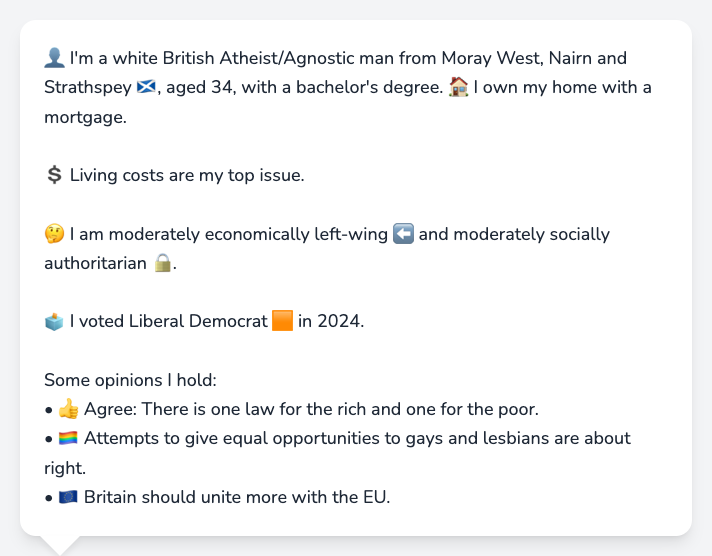 👤 I'm a white British Atheist/Agnostic man from Moray West, Nairn and
Strathspey 🏴󠁧󠁢󠁳󠁣󠁴󠁿, aged 34, with a bachelor's degree. 🏠 I own my home with a
mortgage.
💲 Living costs are my top issue.
🤔 I am moderately economically left-wing ⬅️ and moderately socially
authoritarian 🔒.
🗳️ I voted Liberal Democrat 🟧 in 2024.
Some opinions I hold:
• 👍 Agree: There is one law for the rich and one for the poor.
• 🏳️‍🌈 Attempts to give equal opportunities to gays and lesbians are about
right.
• 🇪🇺 Britain should unite more with the EU.